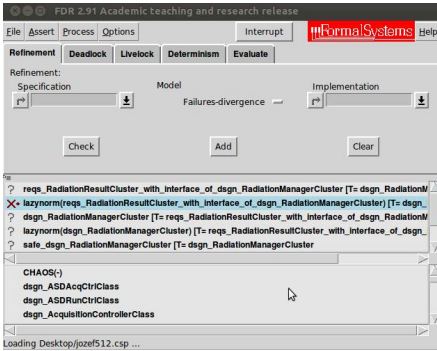 FDR 2.91 Academic teaching and research release
File Assert Process Options Interrupt FormalSystems Help
Refinement Deadlock Livelock Determinism Evaluate
Refinement:
Specification Model Implementation
Failures-divergence
Check Add Clear
? reqs_RadiationResultCluster_with_interface_of_dsgn_RadiationManagerCluster [T= dsgn_RadiationM
lazynorm(reqs_RadiationResultCluster_with_interface_of_dsgn_RadiationManagerCluster) [T= dsgn_
? dsgn_RadiationManagerCluster [T= reqs_RadiationResultCluster_with_interface_of_dsgn_RadiationM
? lazynorm(dsgn_RadiationManagerCluster) [T= reqs_RadiationResultCluster_with_interface_of_dsgn_
? safe_dsgn_RadiationManagerCluster [T= dsgn_RadiationManagerCluster
CHAOS(-)
dsgn_ASDAcqCtrlClass
dsgn_ASDRunCtrlClass
dsgn_AcquisitionControllerClass
Loading Desktop/jozef512.csp ...